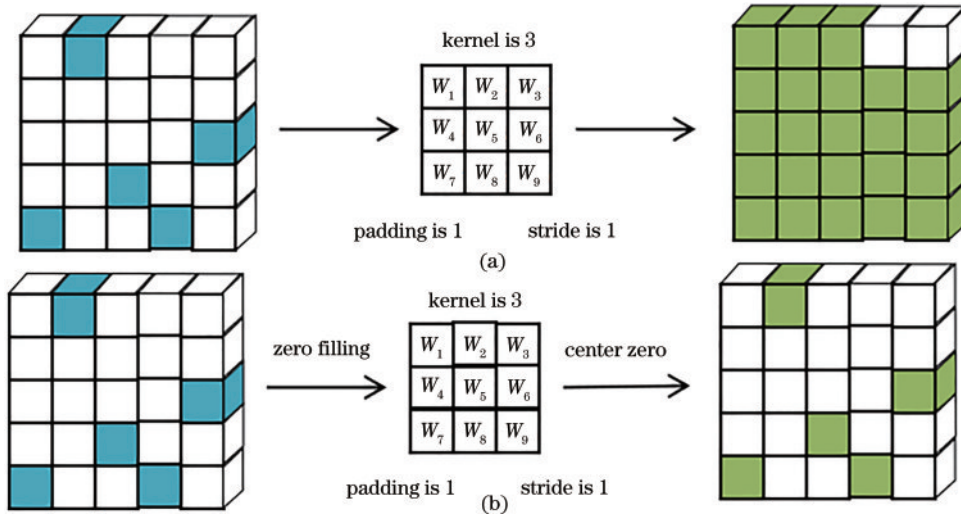 kernel is 3
W1 W2 W3
W4 W5 W6
W7 W8 W9
padding is 1 stride is 1
(a)
kernel is 3
zero filling
W1 W2 W3
center zero
W4 W5 W6
W7 W8 W9
padding is 1 (b) stride is 1